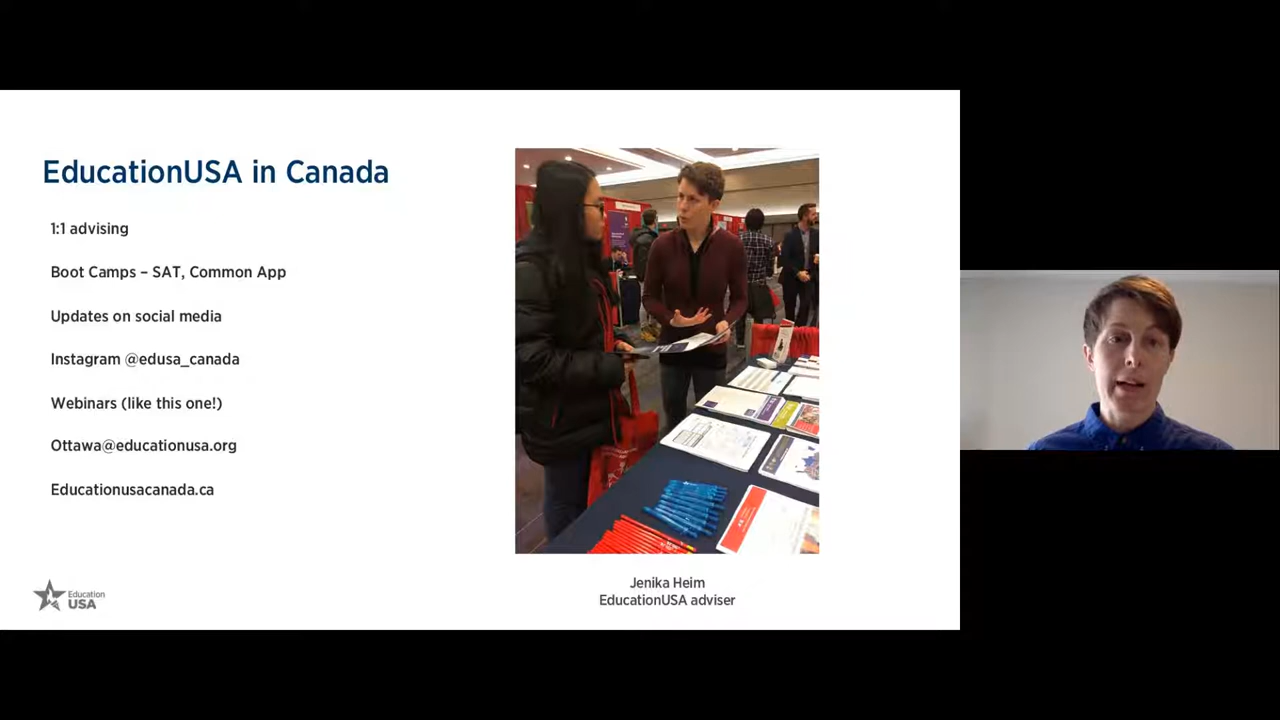 EducationUSA in Canada
1:1 advising
Boot Camps – SAT, Common App
Updates on social media
Instagram @edusa_canada
Webinars (like this one!)
Ottawa@educationusa.org
Educationusacanada.ca
Education
USA
Jenika Heim
EducationUSA adviser